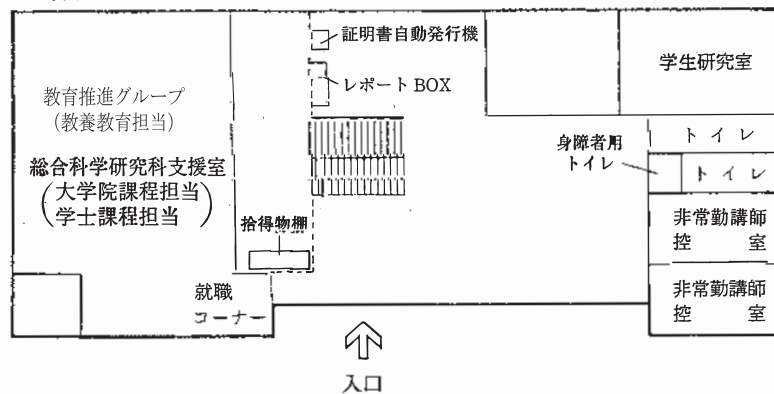 証明書自動発行機
レポートBOX
学生研究室
教育推進グループ
(教養教育担当)
総合科学研究科支援室
(大学院課程担当
学士課程担当)
身障者用
トイレ
トイレ
トイレ
拾得物棚
非常勤講師
控室
非常勤講師
控室
就職
コーナー
入口